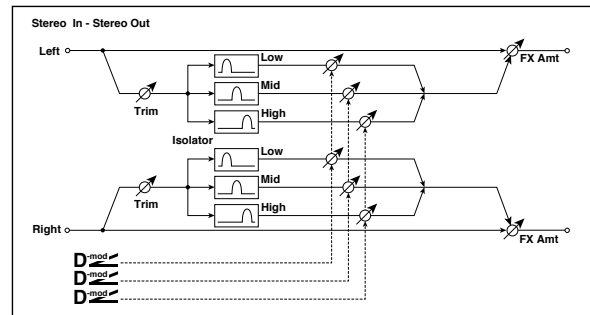 Stereo In - Stereo Out
Left
FX Amt
Low
Mid
High
Trim
Isolator
Low
Mid
High
Trim
Right
FX Amt
D-mod
D-mod
D-mod